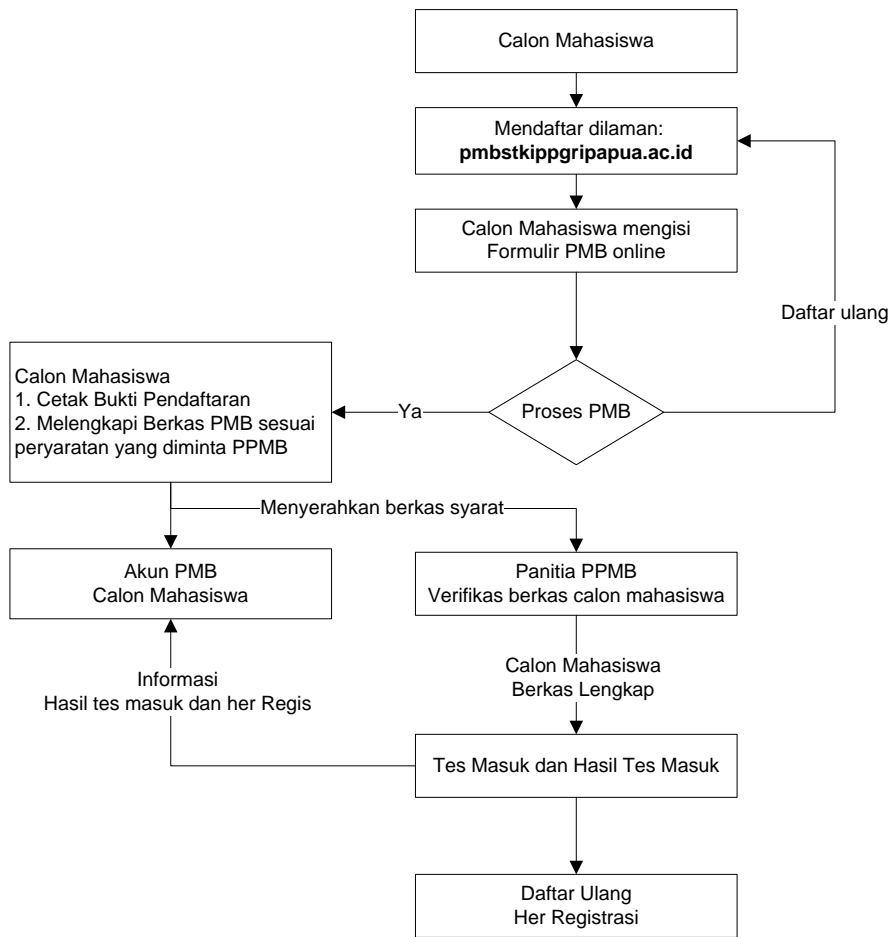 Calon Mahasiswa
Mendaftar dilaman:
pmbstkippgripapua.ac.id
Calon Mahasiswa mengisi
Formulir PMB online
Daftar ulang
Proses PMB
Ya
Calon Mahasiswa
1. Cetak Bukti Pendaftaran
2. Melengkapi Berkas PMB sesuai
peryaratan yang diminta PPMB
Menyerahkan berkas syarat
Akun PMB
Calon Mahasiswa
Panitia PPMB
Verifikas berkas calon mahasiswa
Informasi
Hasil tes masuk dan her Regis
Calon Mahasiswa
Berkas Lengkap
Tes Masuk dan Hasil Tes Masuk
Daftar Ulang
Her Registrasi